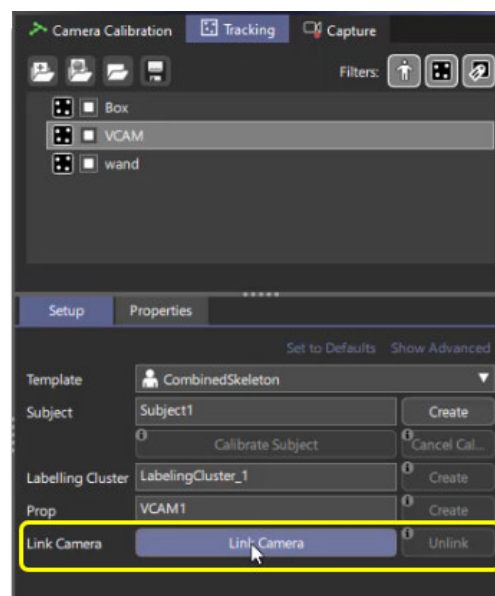 Camera Calibration Tracking Capture
Filters:
Box
VCAM
wand
Setup Properties
Set to Defaults Show Advanced
Template CombinedSkeleton
Subject Subject1 Create
Calibrate Subject Cancel Cal...
Labelling Cluster LabelingCluster_1 Create
Prop VCAM1 Create
Link Camera Link Camera Unlink